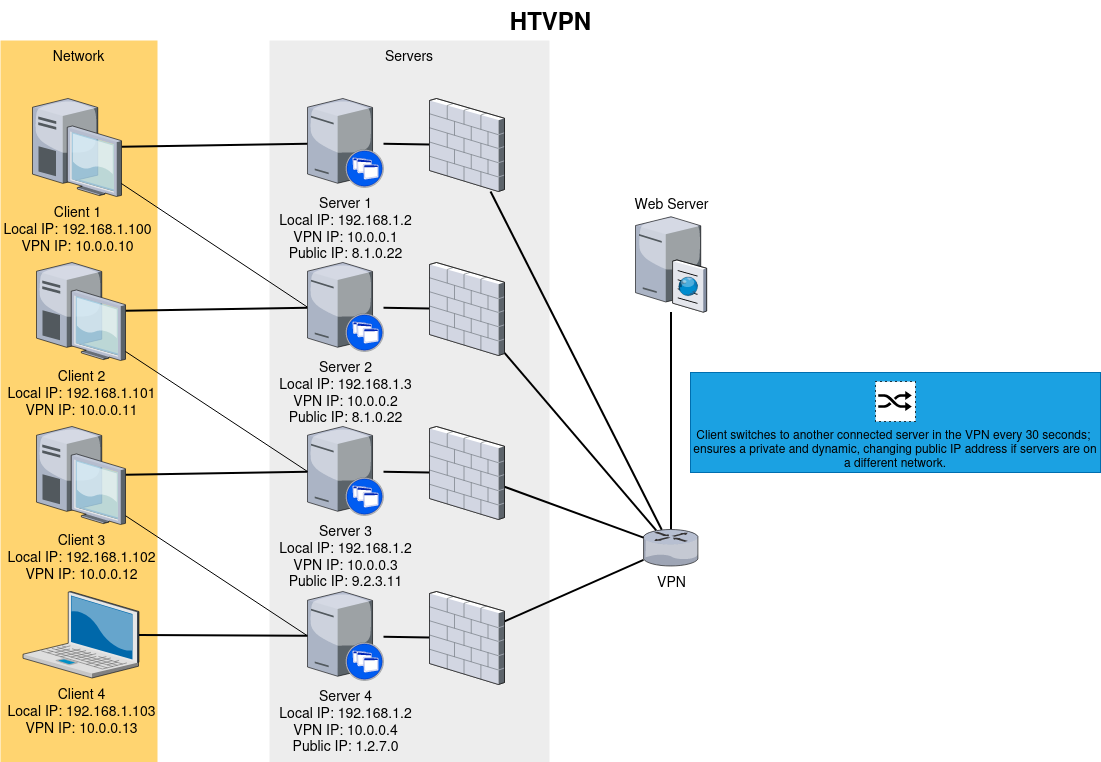 HTVPN
Network
Servers
Client 1
Local IP: 192.168.1.100
VPN IP: 10.0.0.10
Server 1
Local IP: 192.168.1.2
VPN IP: 10.0.0.1
Public IP: 8.1.0.22
Web Server
Client 2
Local IP: 192.168.1.101
VPN IP: 10.0.0.11
Server 2
Local IP: 192.168.1.3
VPN IP: 10.0.0.2
Public IP: 8.1.0.22
Client switches to another connected server in the VPN every 30 seconds;
ensures a private and dynamic, changing public IP address if servers are on
a different network.
Client 3
Local IP: 192.168.1.102
VPN IP: 10.0.0.12
Server 3
Local IP: 192.168.1.2
VPN IP: 10.0.0.3
Public IP: 9.2.3.11
VPN
Client 4
Local IP: 192.168.1.103
VPN IP: 10.0.0.13
Server 4
Local IP: 192.168.1.2
VPN IP: 10.0.0.4
Public IP: 1.2.7.0